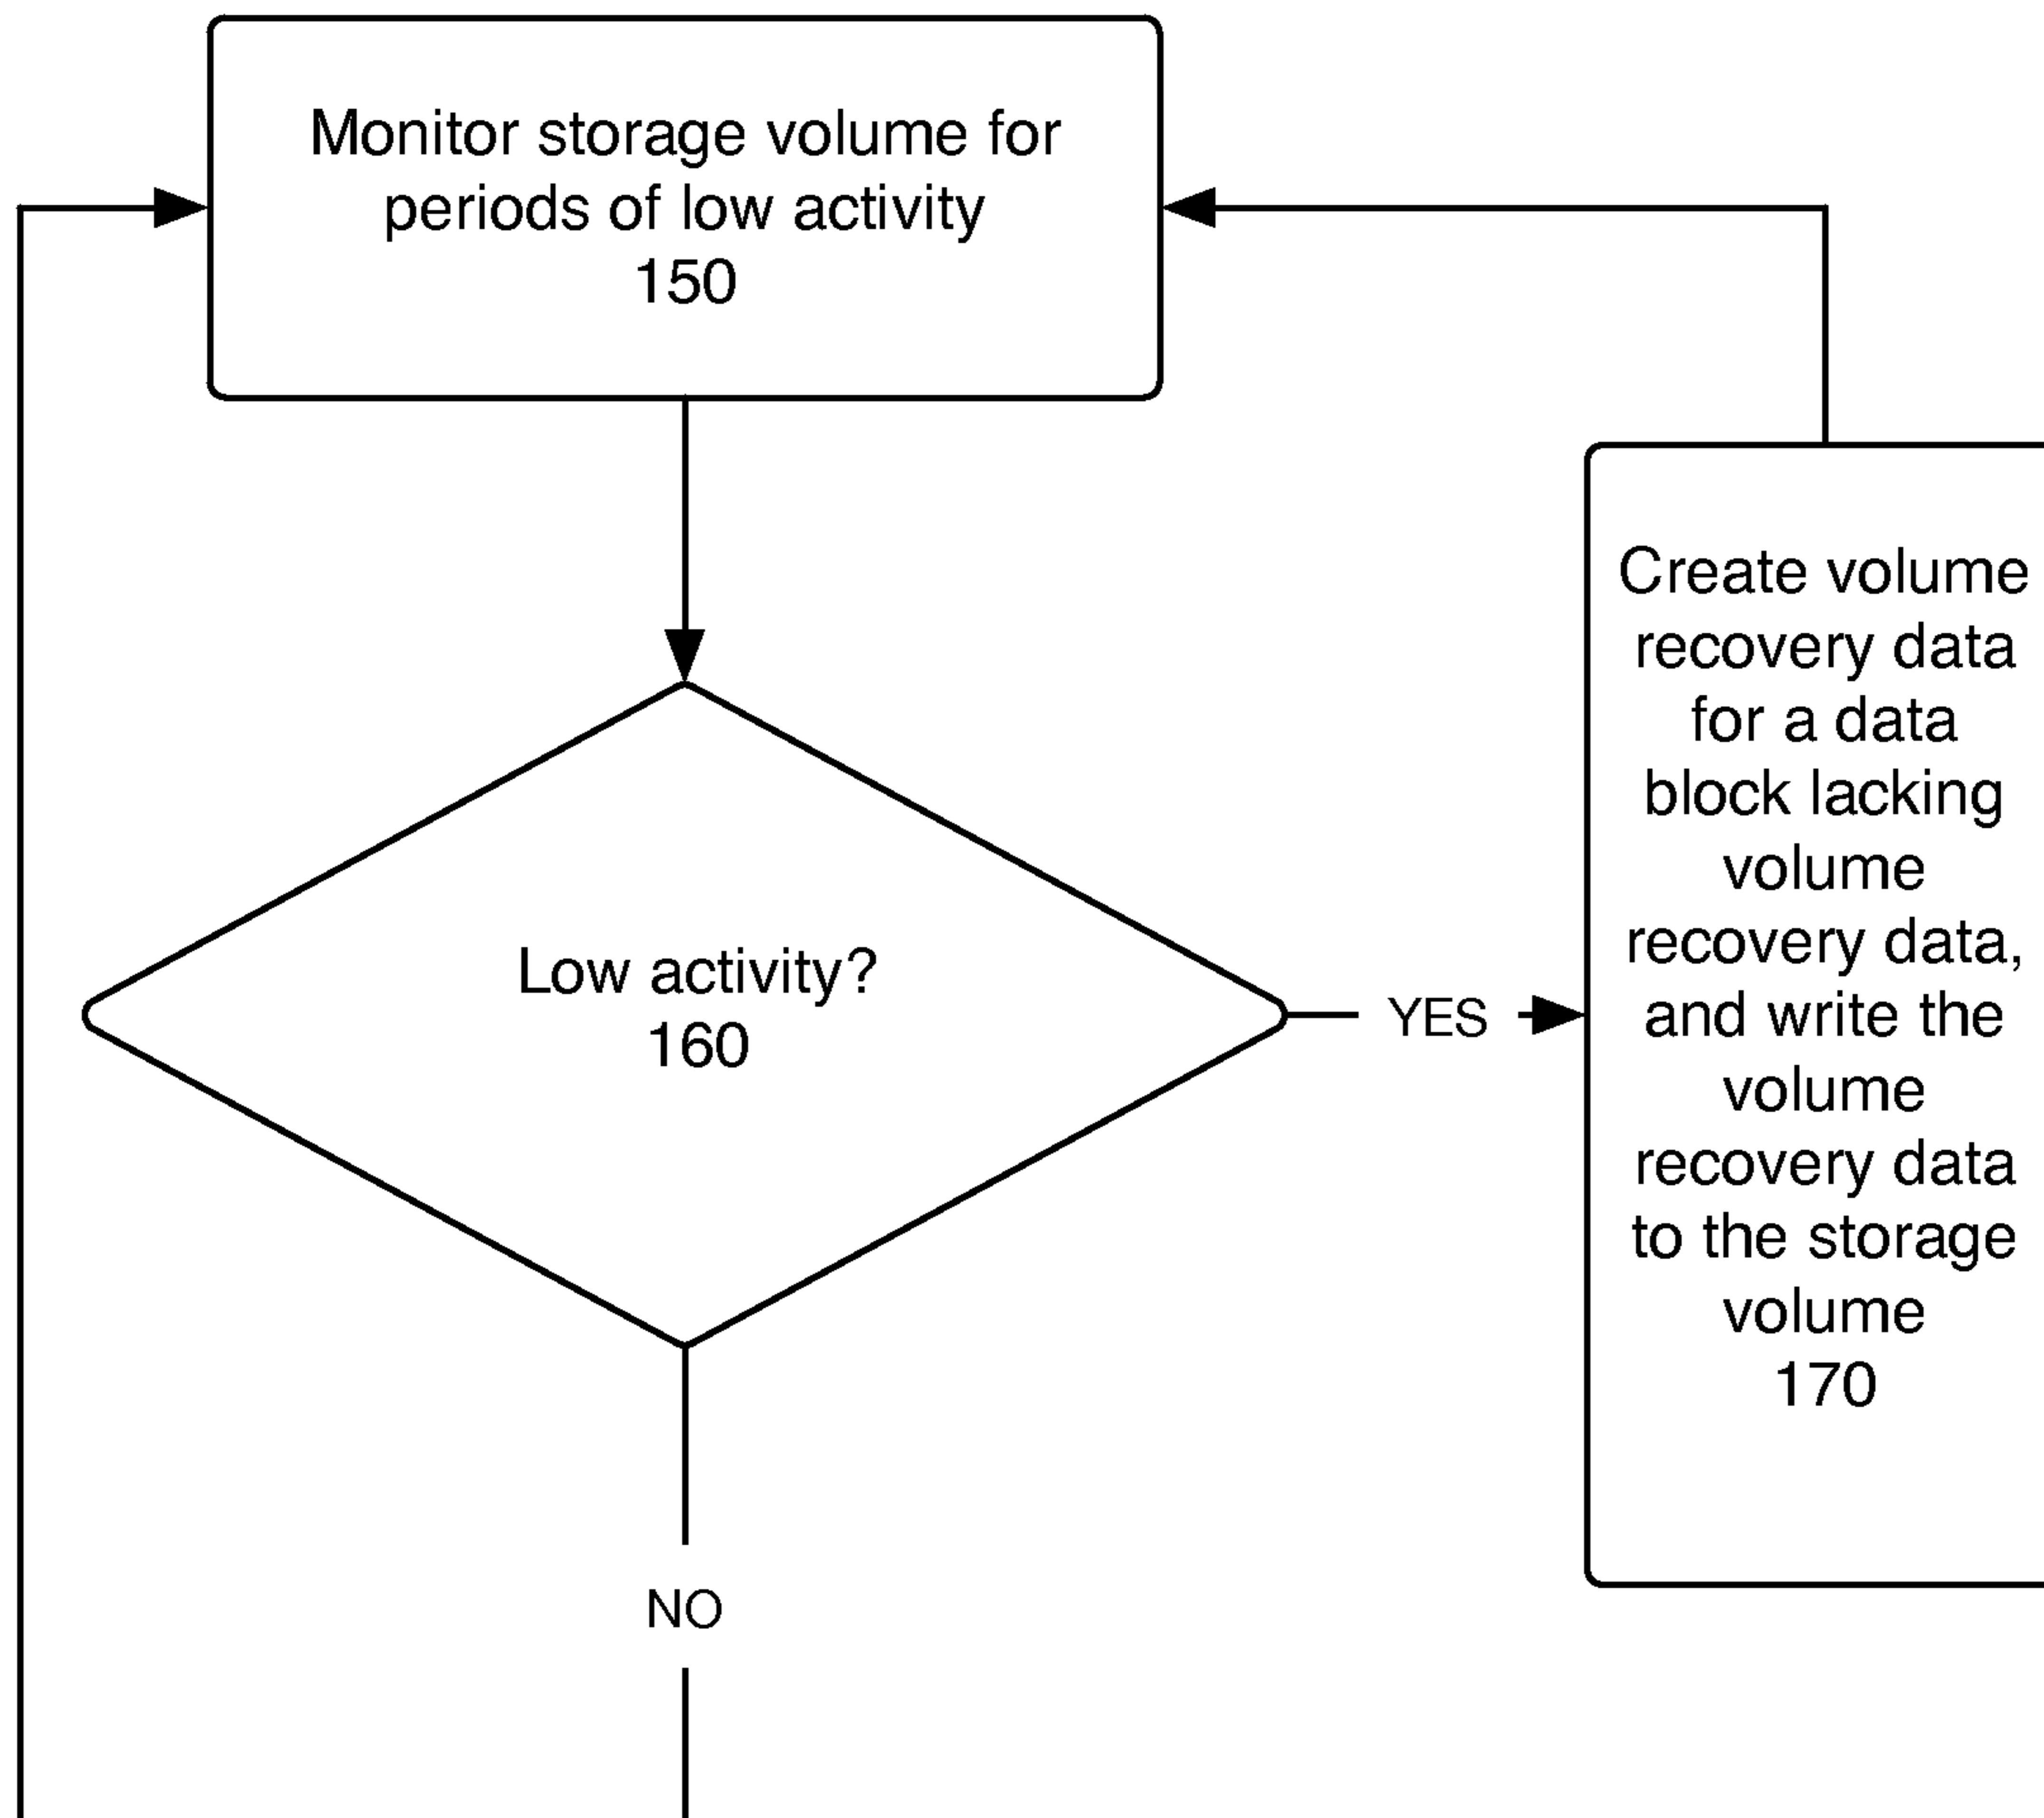 Monitor storage volume for
periods of low activity
150
Low activity?
160
YES
NO
Create volume
recovery data
for a data
block lacking
volume
recovery data,
and write the
volume
recovery data
to the storage
volume
170